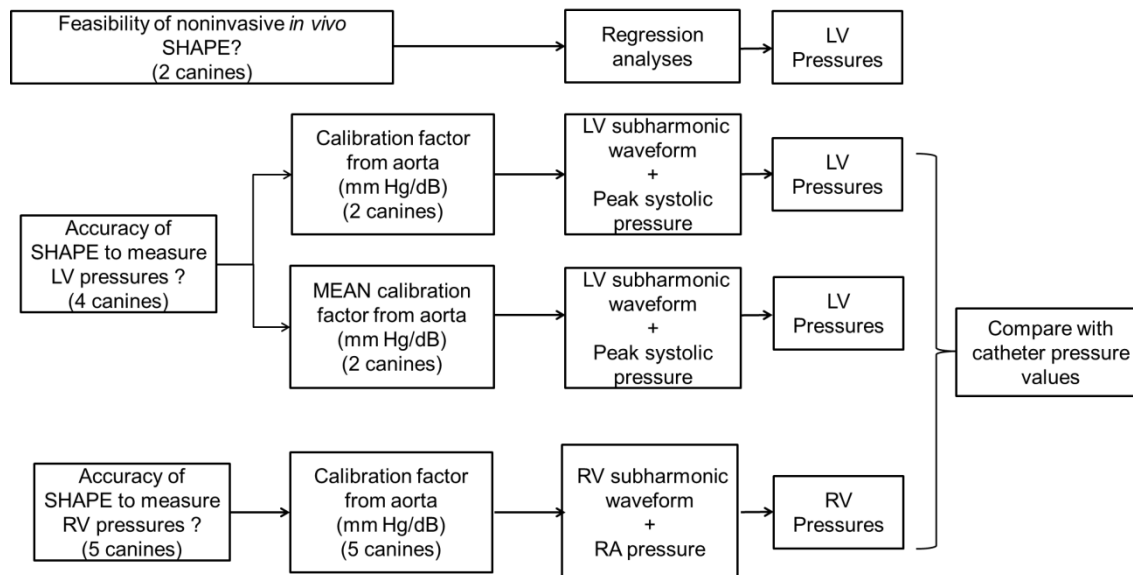 Feasibility of noninvasive in vivo
SHAPE?
(2 canines)
Regression
analyses
LV
Pressures
Accuracy of
SHAPE to measure
LV pressures ?
(4 canines)
Calibration factor
from aorta
(mm Hg/dB)
(2 canines)
LV subharmonic
waveform
+
Peak systolic
pressure
LV
Pressures
MEAN calibration
factor from aorta
(mm Hg/dB)
(2 canines)
LV subharmonic
waveform
+
Peak systolic
pressure
LV
Pressures
Compare with
catheter pressure
values
Accuracy of
SHAPE to measure
RV pressures ?
(5 canines)
Calibration factor
from aorta
(mm Hg/dB)
(5 canines)
RV subharmonic
waveform
+
RA pressure
RV
Pressures